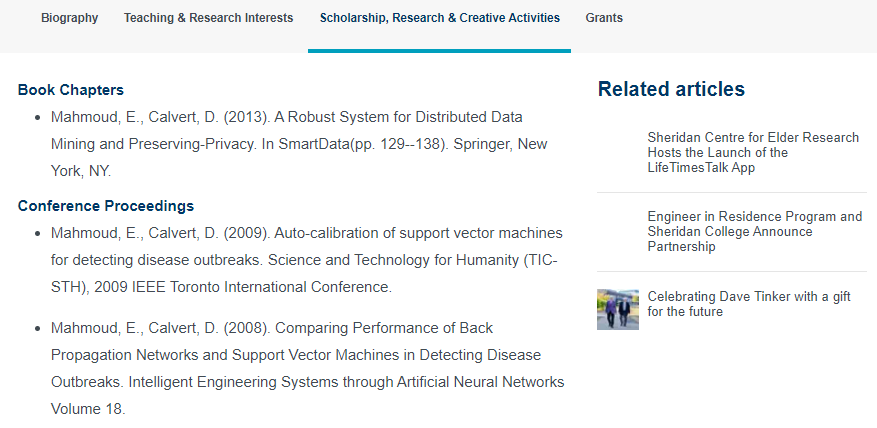 Biography Teaching & Research Interests Scholarship, Research & Creative Activities Grants
Book Chapters
Mahmoud, E., Calvert, D. (2013). A Robust System for Distributed Data
Mining and Preserving-Privacy. In SmartData(pp. 129--138). Springer, New
York, NY.
Conference Proceedings
Mahmoud, E., Calvert, D. (2009). Auto-calibration of support vector machines
for detecting disease outbreaks. Science and Technology for Humanity (TIC-
STH), 2009 IEEE Toronto International Conference.
Mahmoud, E., Calvert, D. (2008). Comparing Performance of Back
Propagation Networks and Support Vector Machines in Detecting Disease
Outbreaks. Intelligent Engineering Systems through Artificial Neural Networks
Volume 18.
Related articles
Sheridan Centre for Elder Research
Hosts the Launch of the
LifeTimesTalk App
Engineer in Residence Program and
Sheridan College Announce
Partnership
Celebrating Dave Tinker with a gift
for the future